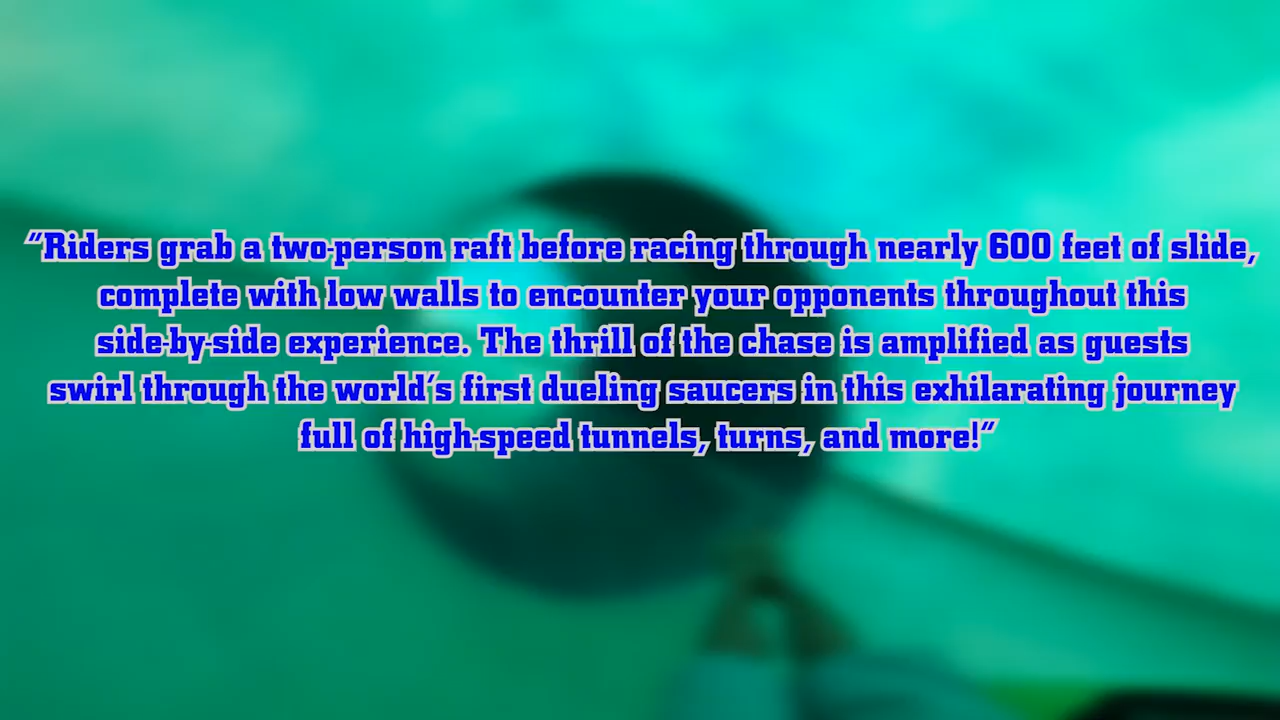 “Riders grab a two-person raft before racing through nearly 600 feet of slide,
complete with low walls to encounter your opponents throughout this
side-by-side experience. The thrill of the chase is amplified as guests
swirl through the world’s first dueling saucers in this exhilarating journey
full of high-speed tunnels, turns, and more!”